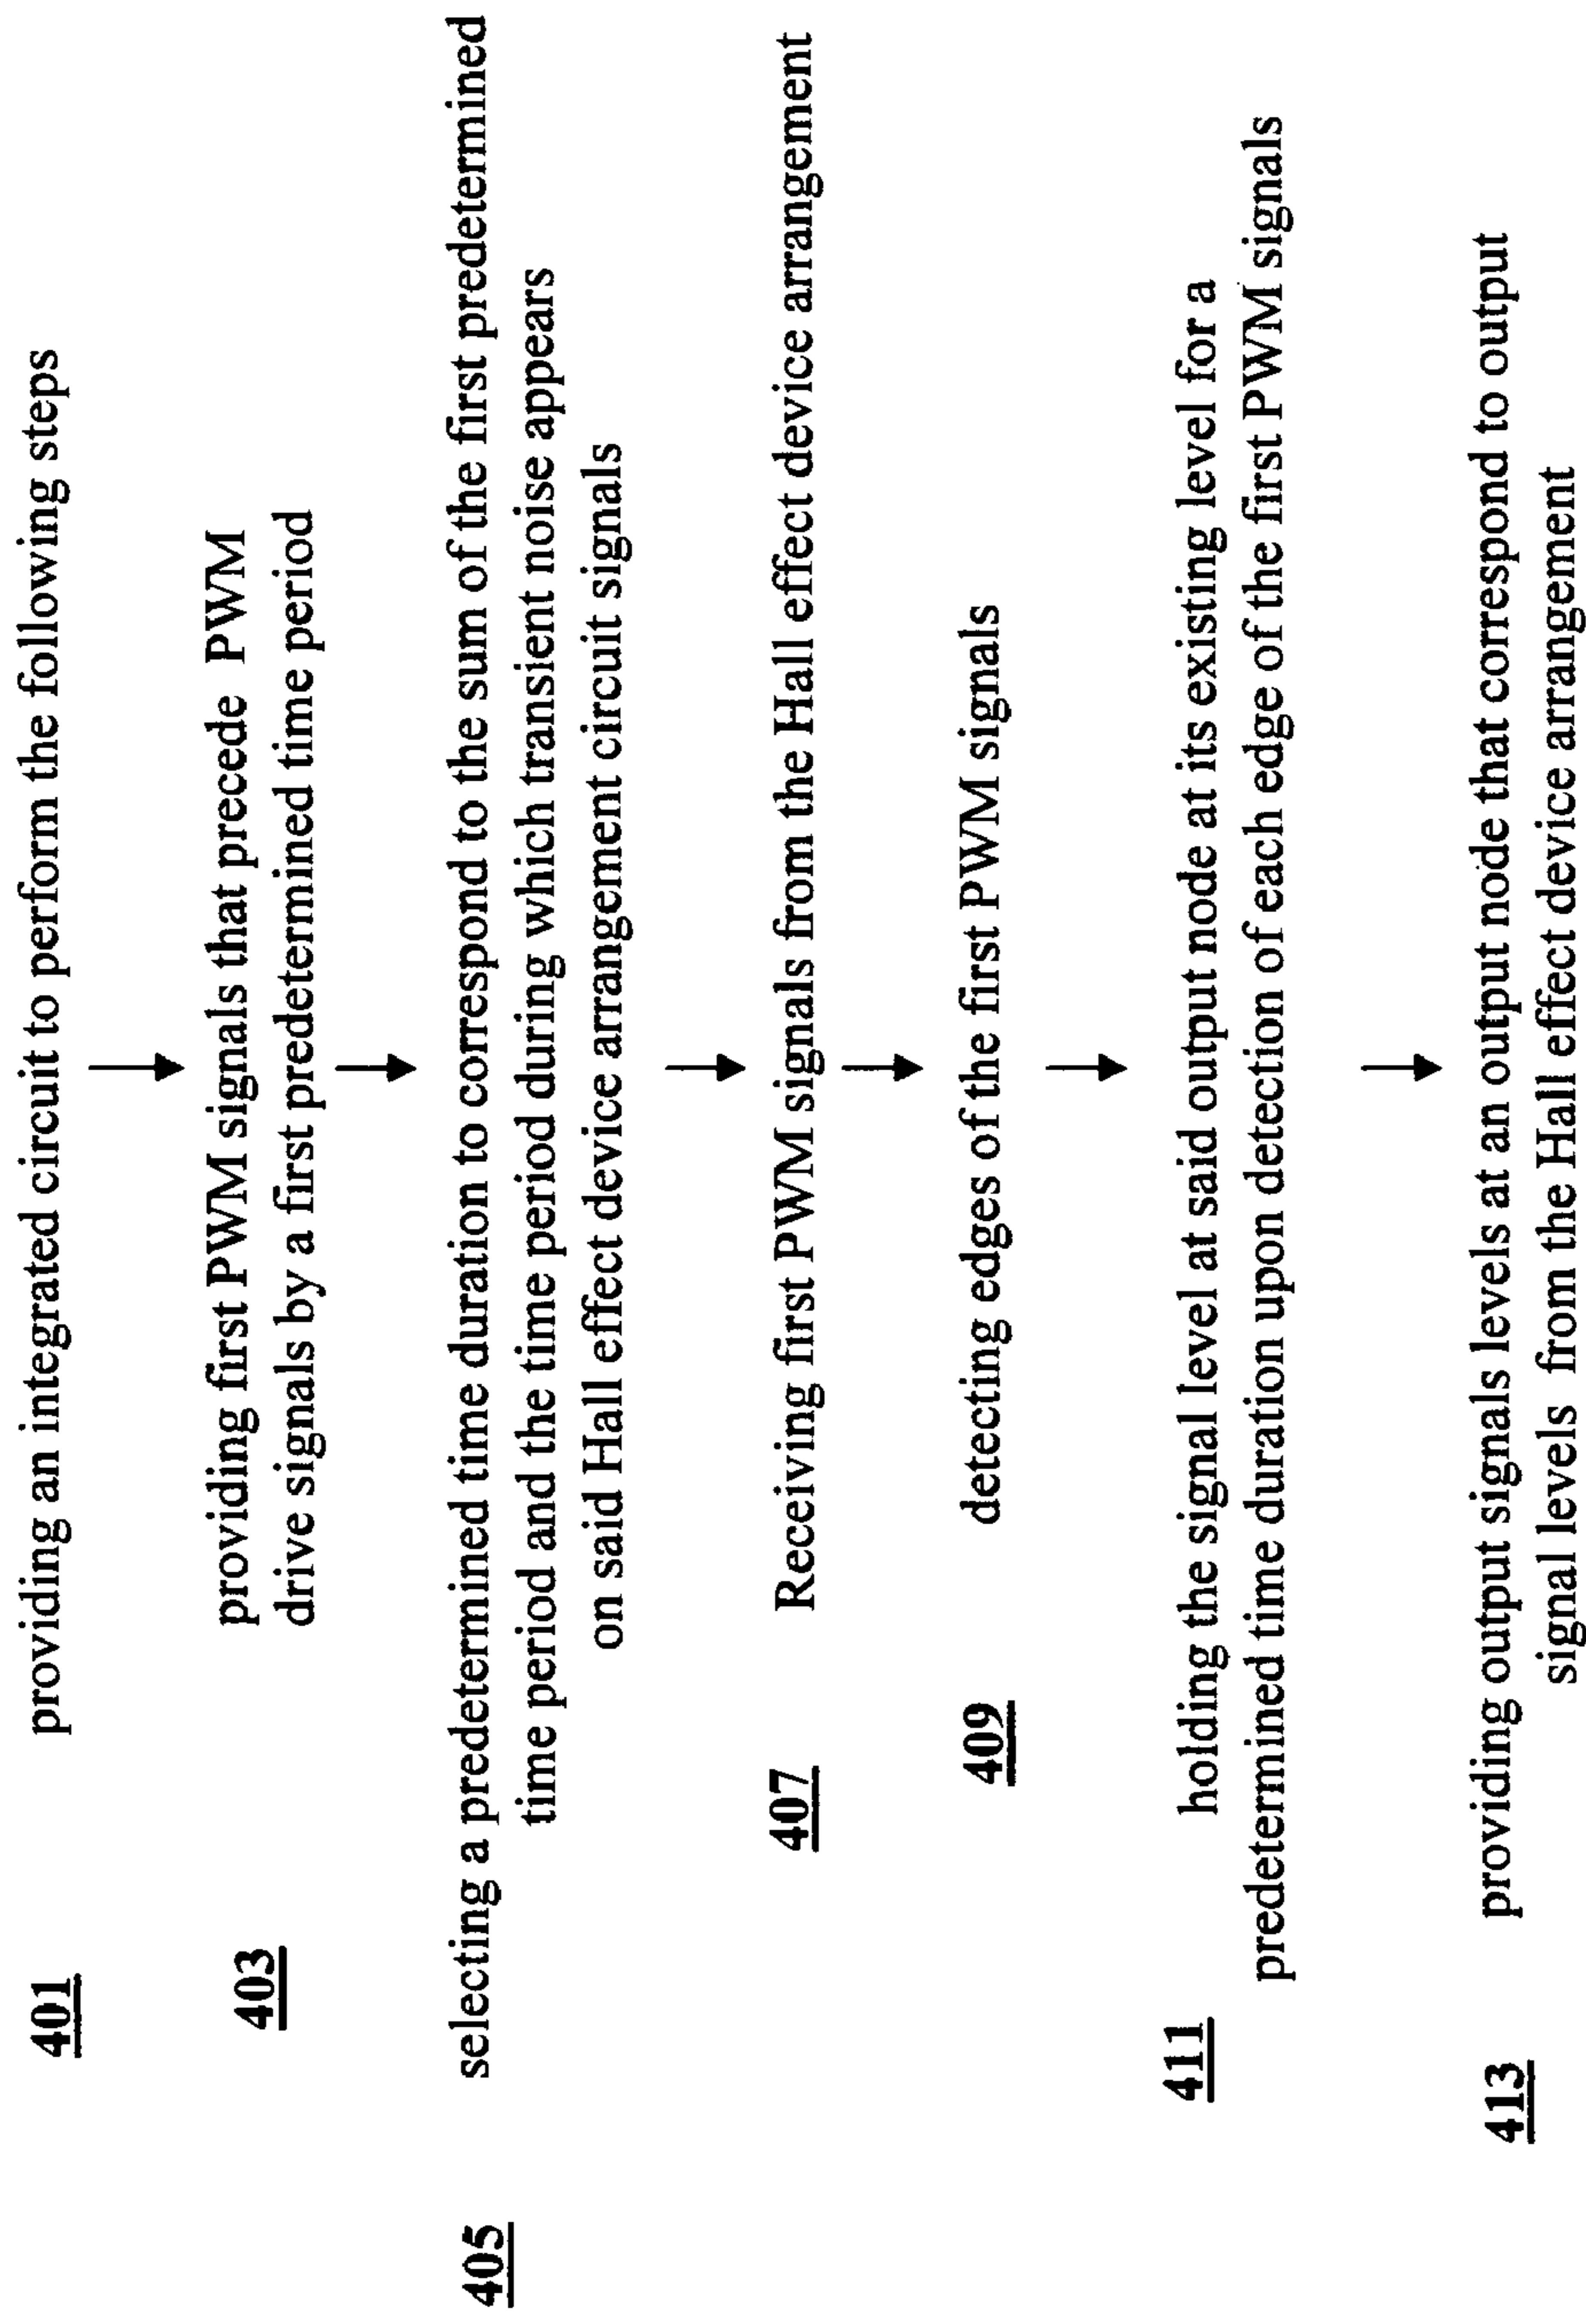 401 providing an integrated circuit to perform the following steps
403 providing first PWM signals that precede PWM
drive signals by a first predetermined time period
405 selecting a predetermined time duration to correspond to the sum of the first predetermined
time period and the time period during which transient noise appears
on said Hall effect device arrangement circuit signals
407 Receiving first PWM signals from the Hall effect device arrangement
409 detecting edges of the first PWM signals
411 holding the signal level at said output node at its existing level for a
predetermined time duration upon detection of each edge of the first PWM signals
413 providing output signals levels at an output node that correspond to output
signal levels from the Hall effect device arrangement